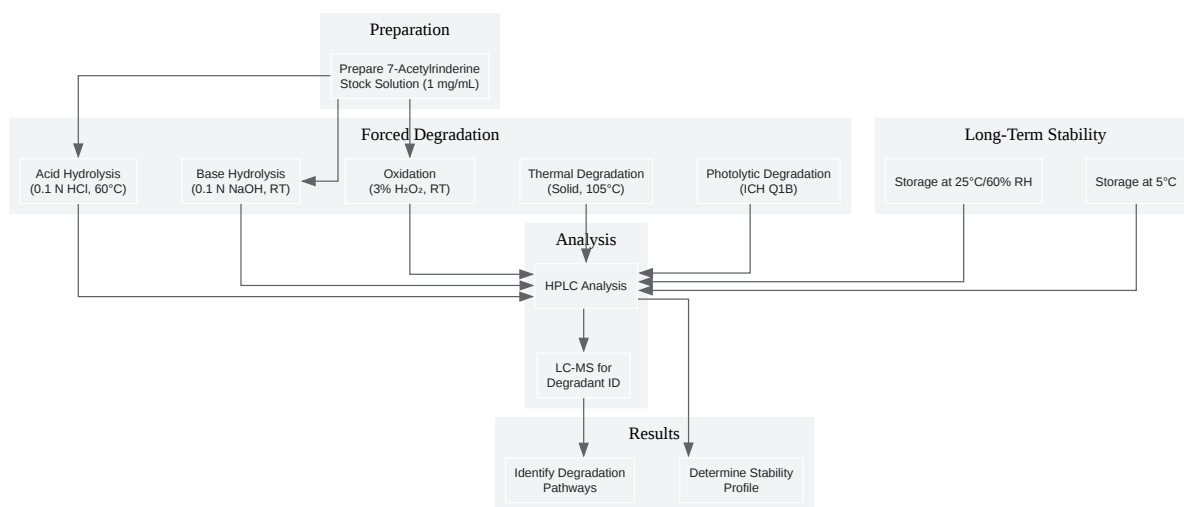 Preparation
Prepare 7-Acetylrinderine
Stock Solution (1 mg/mL)
Forced Degradation
Acid Hydrolysis
(0.1 N HCl, 60°C)
Base Hydrolysis
(0.1 N NaOH, RT)
Oxidation
(3% H₂O₂, RT)
Thermal Degradation
(Solid, 105°C)
Photolytic Degradation
(ICH Q1B)
Long-Term Stability
Storage at 25°C/60% RH
Storage at 5°C
Analysis
HPLC Analysis
LC-MS for
Degradant ID
Results
Identify Degradation
Pathways
Determine Stability
Profile